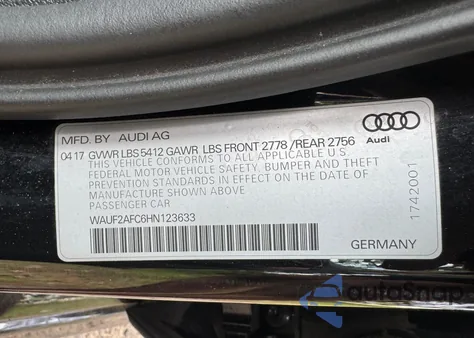 MFD. BY AUDI AG
Audi
04 17 GVWR LBS 5412 GAWR LBS FRONT 2778 /REAR 2756
THIS VEHICLE CONFORMS TO ALL APPLICABLE U.S.
FEDERAL MOTOR VEHICLE SAFETY, BUMPER AND THEFT
PREVENTION STANDARDS IN EFFECT ON THE DATE OF
MANUFACTURE SHOWN ABOVE
PASSENGER CAR
WAUF2AFC6HN123633
1742001
GERMANY
autoSnap